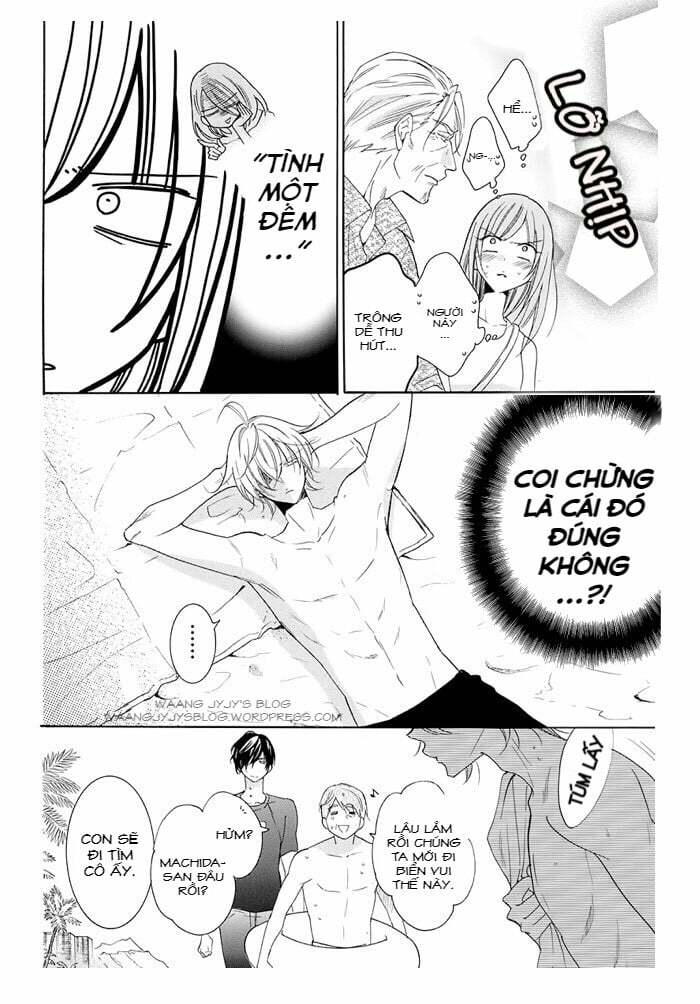 LỠ NHỊP
HỂ...
NG-...
NGƯỜI NÀY
...
TRÔNG
DỄ THU
HÚT...
"TÌNH
MỘT
ĐÊM
..."
COI CHỪNG
LÀ CÁI ĐÓ
ĐÚNG
KHÔNG
...?!
......
WAANG JYJY'S BLOG
WAANGJYJYSBLOG.WORDPRESS.COM
TÚM LẤY
LÂU LẮM
RỒI CHÚNG
TA MỚI ĐI
VUI
THẾ NÀY.
HỬM?
MACHIDA-
SAN ĐÂU
RỒI?
CON SẼ
ĐI TÌM
CÔ ẤY.